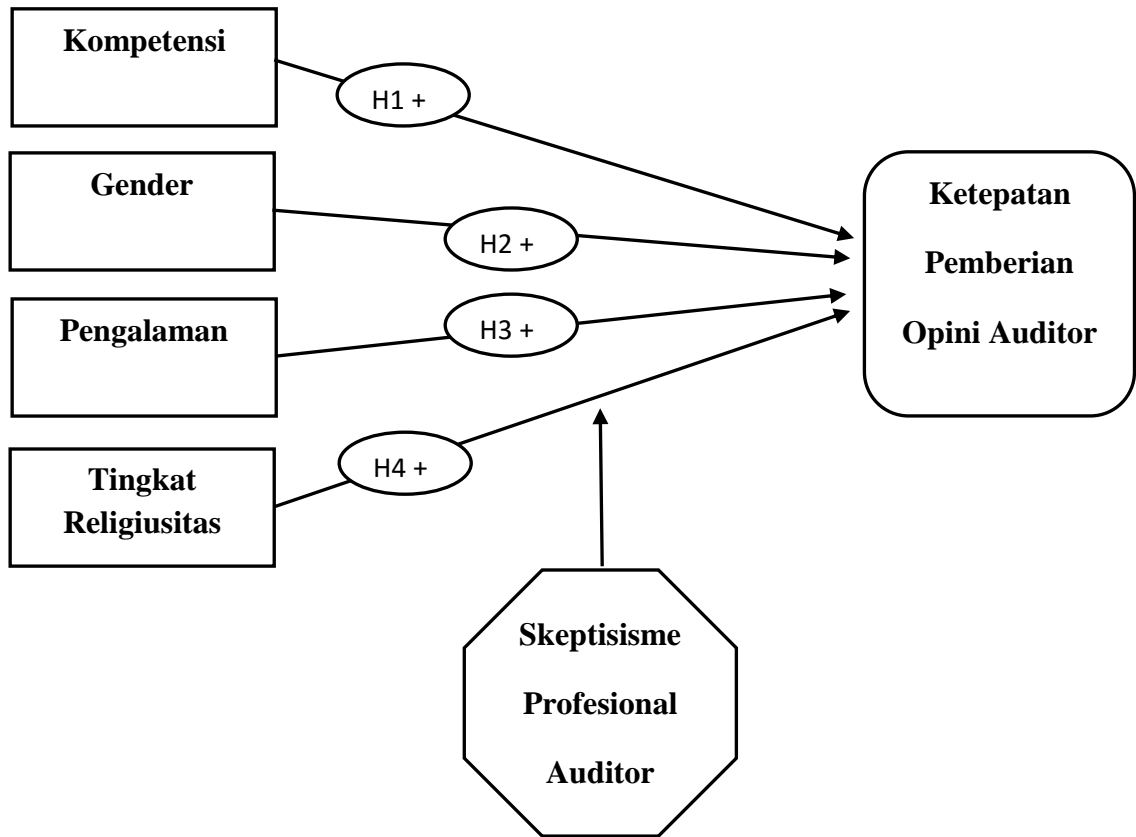 Kompetensi
H1 +
Gender
H2 +
Pengalaman
H3 +
Tingkat
Religiusitas
H4 +
Ketepatan
Pemberian
Opini Auditor
Skeptisisme
Profesional
Auditor